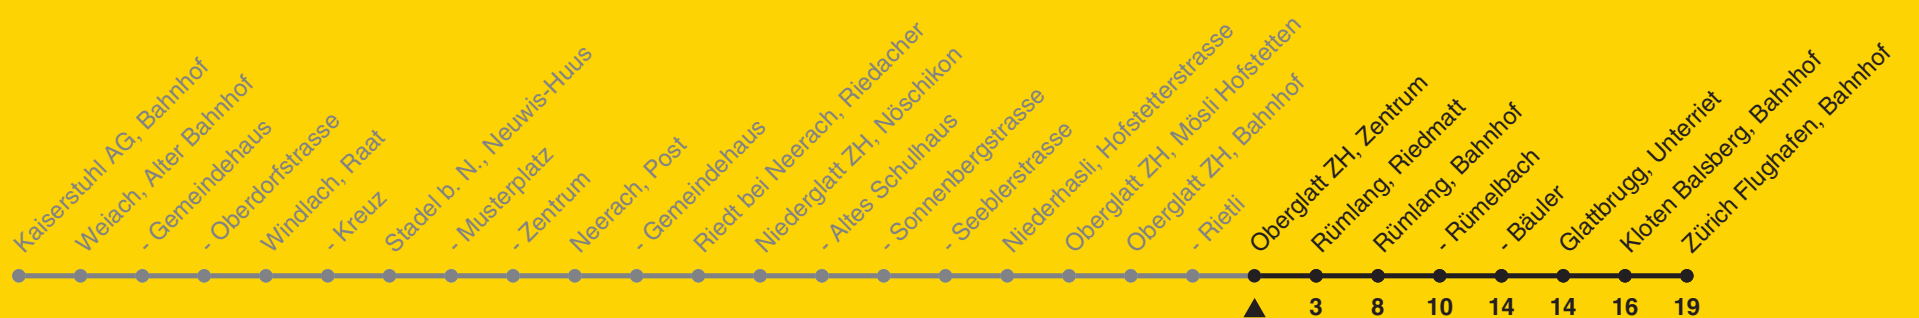 Kaiserstuhl AG, Bahnhof
Weiach, Alter Bahnhof
- Gemeindehaus
- Oberdorfstrasse
Windlach, Raat
- Kreuz
Stadel b. N., Neuwis-Huus
- Musterplatz
- Zentrum
Neerach, Post
- Gemeindehaus
Riedt bei Neerach, Riedacher
Niederglatt ZH, Nöschikon
- Altes Schulhaus
- Sonnenbergstrasse
- Seeblerstrasse
Niederhasli, Hofstetterstrasse
Oberglatt ZH, Mösli Hofstetten
Oberglatt ZH, Bahnhof
- Rietli
Oberglatt ZH, Zentrum
Rümlang, Riedmatt
Rümlang, Bahnhof
- Rümelbach
- Bäuler
Glattbrugg, Unterriet
Kloten Balsberg, Bahnhof
Zürich Flughafen, Bahnhof
3 8 10 14 14 16 19